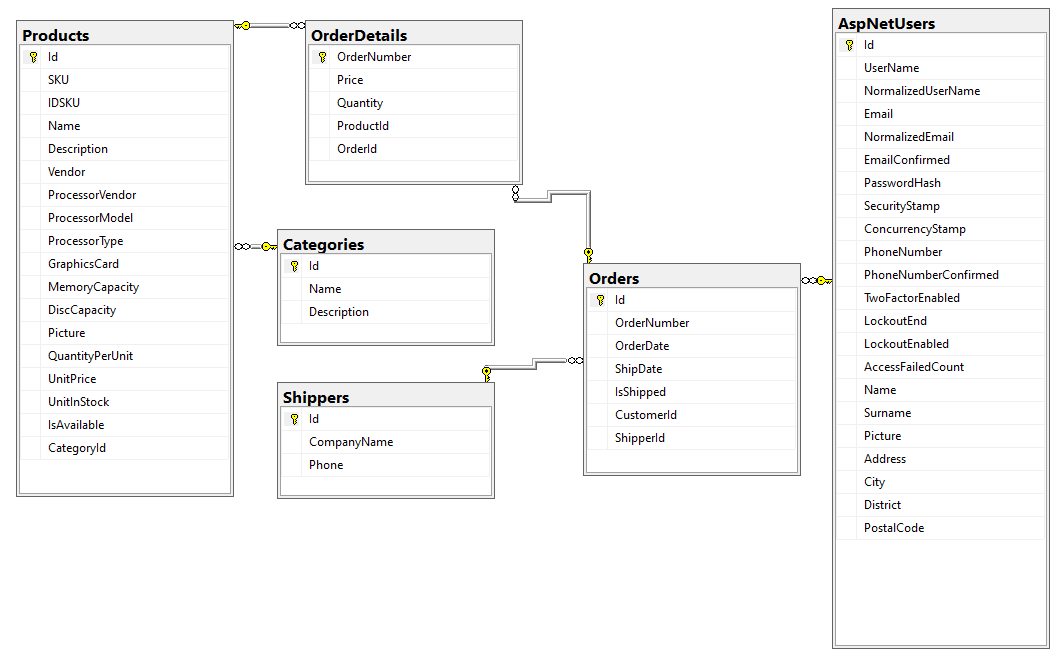 Products
Id
SKU
IDSKU
Name
Description
Vendor
ProcessorVendor
ProcessorModel
ProcessorType
GraphicsCard
MemoryCapacity
DiscCapacity
Picture
QuantityPerUnit
UnitPrice
UnitInStock
IsAvailable
CategoryId
OrderDetails
OrderNumber
Price
Quantity
ProductId
OrderId
Categories
Id
Name
Description
Shippers
Id
CompanyName
Phone
Orders
Id
OrderNumber
OrderDate
ShipDate
IsShipped
CustomerId
ShipperId
AspNetUsers
Id
UserName
NormalizedUserName
Email
NormalizedEmail
EmailConfirmed
PasswordHash
SecurityStamp
ConcurrencyStamp
PhoneNumber
PhoneNumberConfirmed
TwoFactorEnabled
LockoutEnd
LockoutEnabled
AccessFailedCount
Name
Surname
Picture
Address
City
District
PostalCode